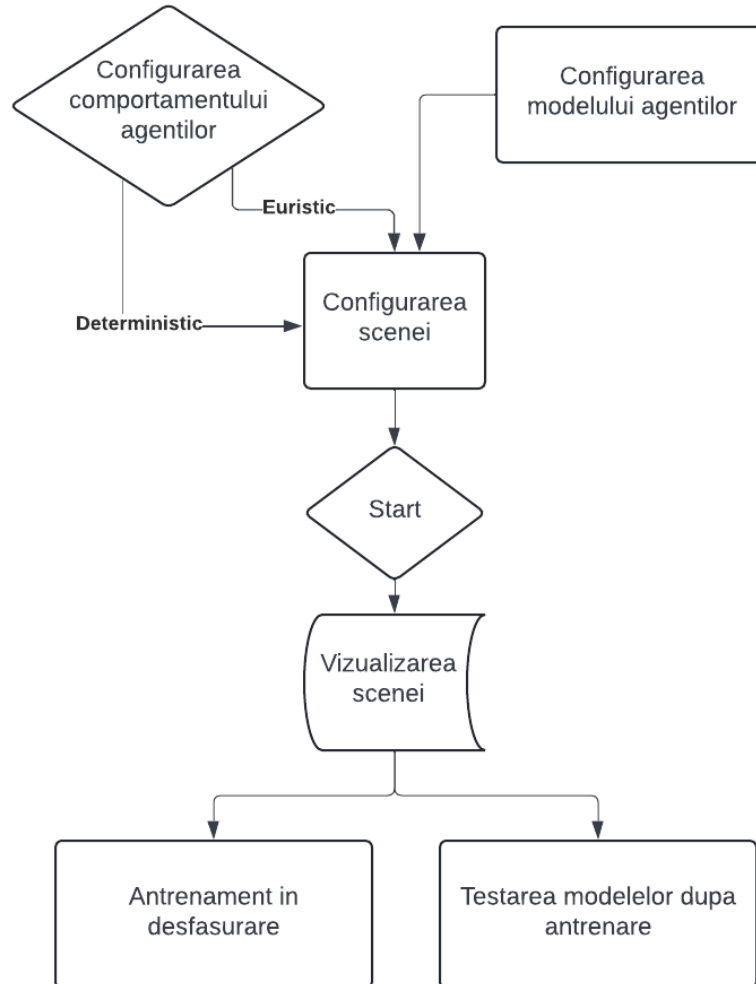 Configurarea
comportamentului
agentilor
Configurarea
modelului agentilor
Euristic
Deterministic
Configurarea
scenei
Start
Vizualizarea
scenei
Antrenament in
desfasurare
Testarea modelelor dupa
antrenare